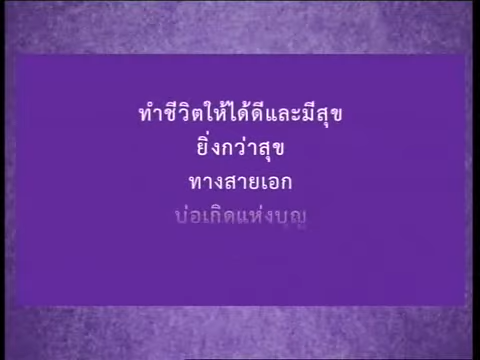 ทำชีวิตให้ได้ดีและมีสุข
ยิ่งกว่าสุข
ทางสายเอก
บ่อเกิดแห่งบุญ